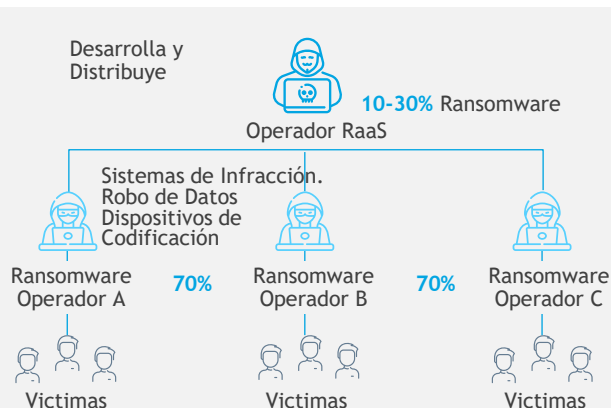 Desarrolla y
Distribuye
10-30% Ransomware
Operador RaaS
Sistemas de Infracción.
Robo de Datos
Dispositivos de
Codificación
Ransomware
Operador A
70%
Ransomware
Operador B
70%
Ransomware
Operador C
Victimas
Victimas
Victimas